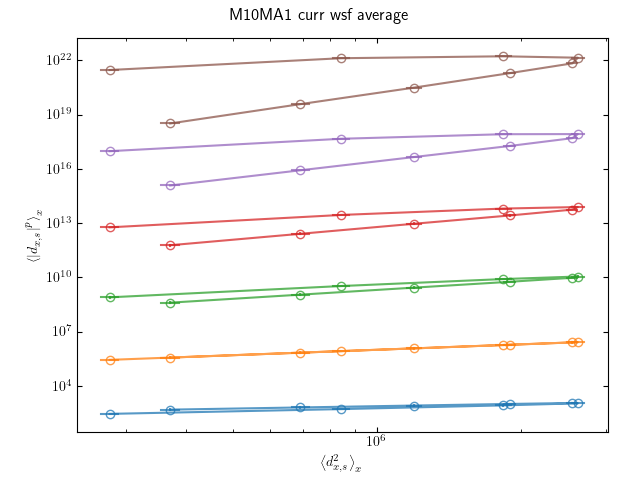 M10MA1 curr wsf average
10^{22}
10^{19}
10^{16}
10^{13}
10^{10}
10^{7}
10^{4}
⟨|d_{x,s}|^p⟩_x
10^{6}
⟨d_{x,s}^2⟩_x